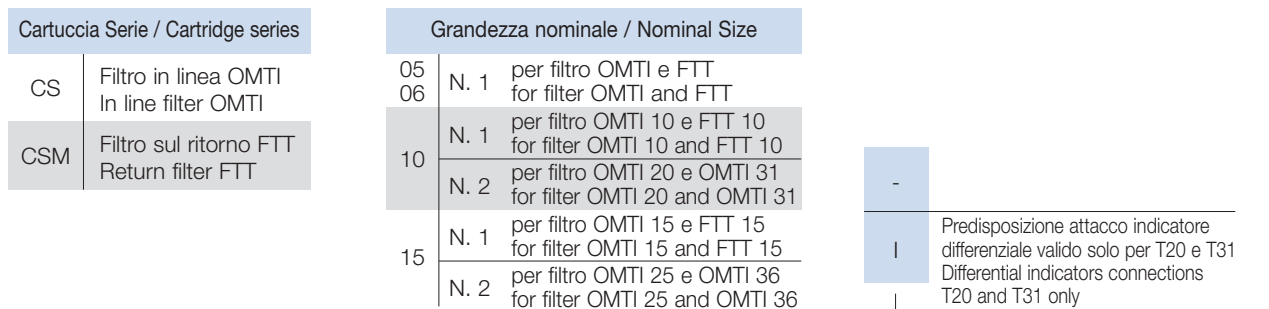 Cartuccia Serie / Cartridge series
CS
Filtro in linea OMTI
In line filter OMTI
CSM
Filtro sul ritorno FTT
Return filter FTT
Grandezza nominale / Nominal Size
05
06
N. 1
per filtro OMTI e FTT
for filter OMTI and FTT
10
N. 1
per filtro OMTI 10 e FTT 10
for filter OMTI 10 and FTT 10
N. 2
per filtro OMTI 20 e OMTI 31
for filter OMTI 20 and OMTI 31
15
N. 1
per filtro OMTI 15 e FTT 15
for filter OMTI 15 and FTT 15
N. 2
per filtro OMTI 25 e OMTI 36
for filter OMTI 25 and OMTI 36
-
I
Predisposizione attacco indicatore
differenziale valido solo per T20 e T31
Differential indicators connections
T20 and T31 only